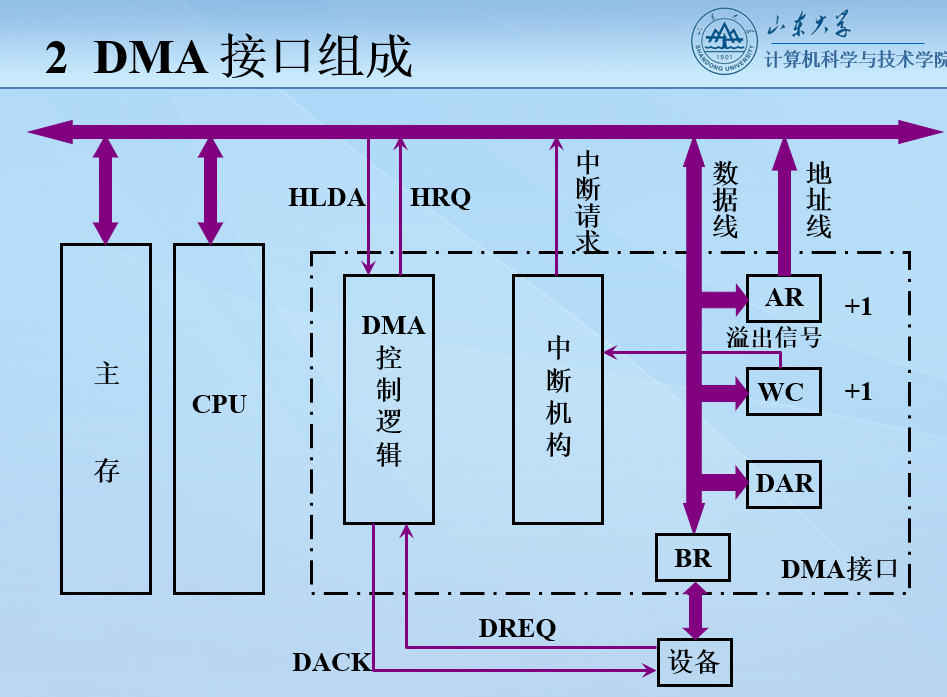 2 DMA 接口组成
山东大学
计算机科学与技术学院
SHANDONG UNIVERSITY
1901
HLDA
HRQ
中断请求
数据线
地址线
主存
CPU
DMA控制逻辑
中断机构
AR
+1
溢出信号
WC
+1
DAR
BR
DMA接口
DREQ
DACK
设备